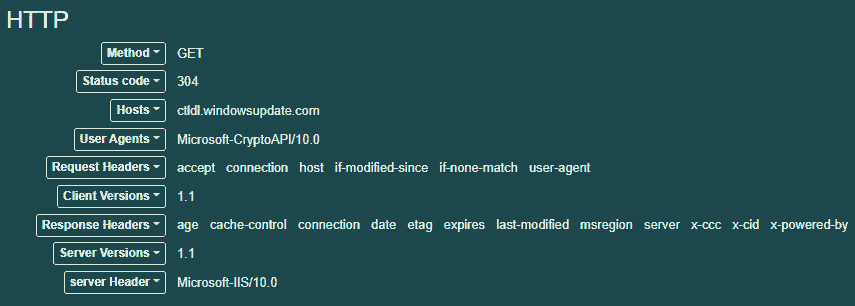 HTTP
Method GET
Status code 304
Hosts ctldl.windowsupdate.com
User Agents Microsoft-CryptoAPI/10.0
Request Headers accept connection host if-modified-since if-none-match user-agent
Client Versions 1.1
Response Headers age cache-control connection date etag expires last-modified msregion server x-ccc x-cid x-powered-by
Server Versions 1.1
server Header Microsoft-IIS/10.0